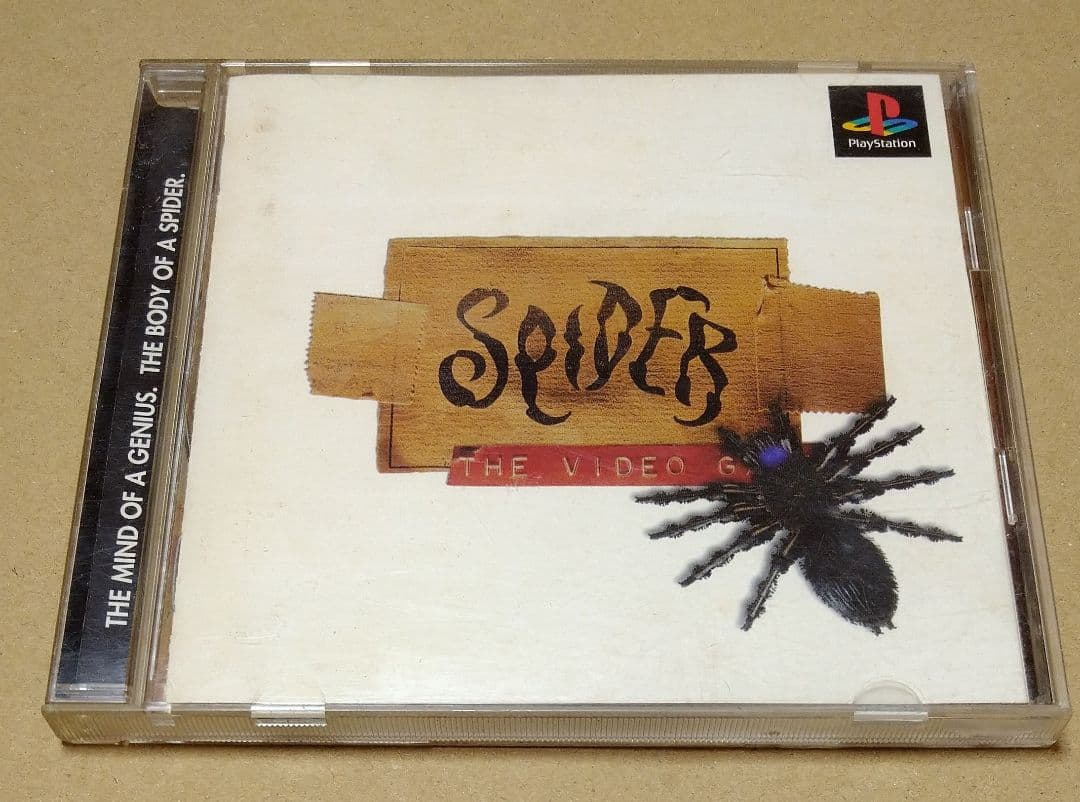 THE MIND OF A GENIUS. THE BODY OF A SPIDER.
PlayStation
SPIDER
THE VIDEO G